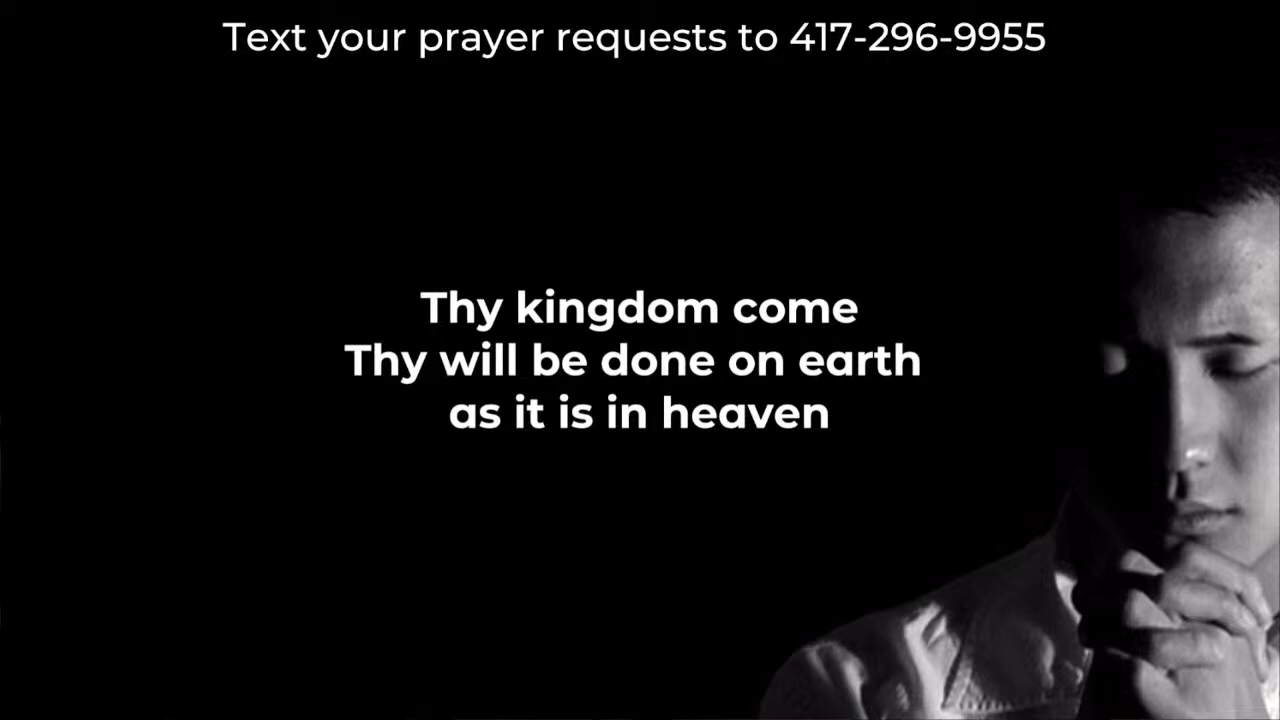 Text your prayer requests to 417-296-9955
Thy kingdom come
Thy will be done on earth
as it is in heaven